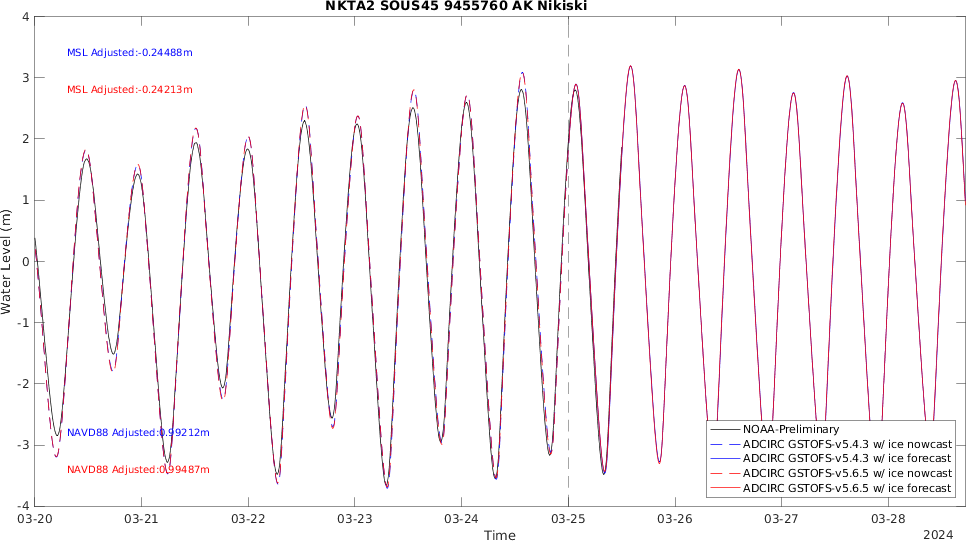 NKTA2 SOUS45 9455760 AK Nikiski
MSL Adjusted:-0.24488m
MSL Adjusted:-0.24213m
NAVD88 Adjusted:0.99212m
NAVD88 Adjusted:0.99487m
Water Level (m)
4
3
2
1
0
-1
-2
-3
-4
NOAA-Preliminary
ADCIRC GSTOFS-v5.4.3 w/ ice nowcast
ADCIRC GSTOFS-v5.4.3 w/ ice forecast
ADCIRC GSTOFS-v5.6.5 w/ ice nowcast
ADCIRC GSTOFS-v5.6.5 w/ ice forecast
03-20 03-21 03-22 03-23 03-24 03-25 03-26 03-27 03-28
Time
2024